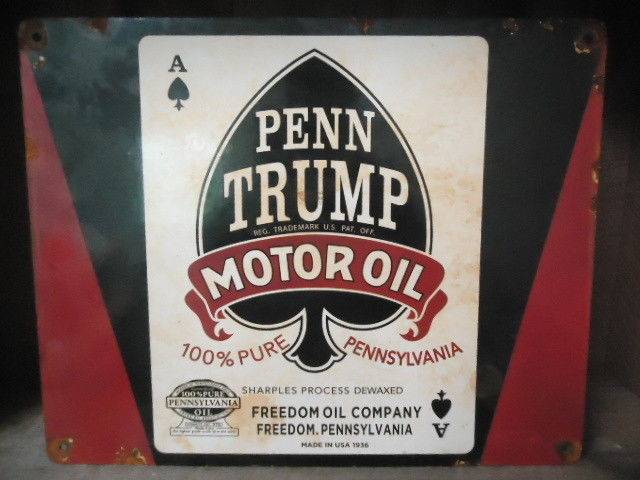 A
PENN
TRUMP
REG. TRADEMARK U.S. PAT. OFF.
MOTOR OIL
100% PURE PENNSYLVANIA
SHARPLES PROCESS DEWAXED
100% PURE
PENNSYLVANIA
OIL
FREEDOM OIL COMPANY
FREEDOM. PENNSYLVANIA
A
MADE IN USA 1936